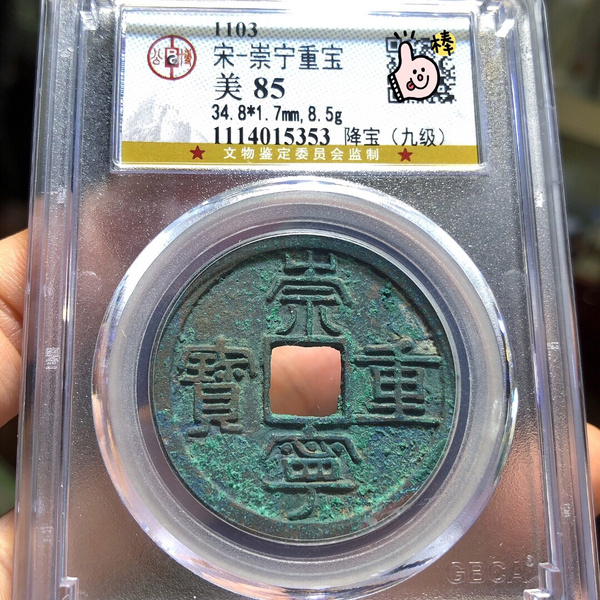 1103
宋-崇宁重宝
美 85
34.8*1.7mm,8.5g
1114015353 降宝（九级）
★ 文物鉴定委员会监制 ★
棒
崇
寶 重
寧
GBCA